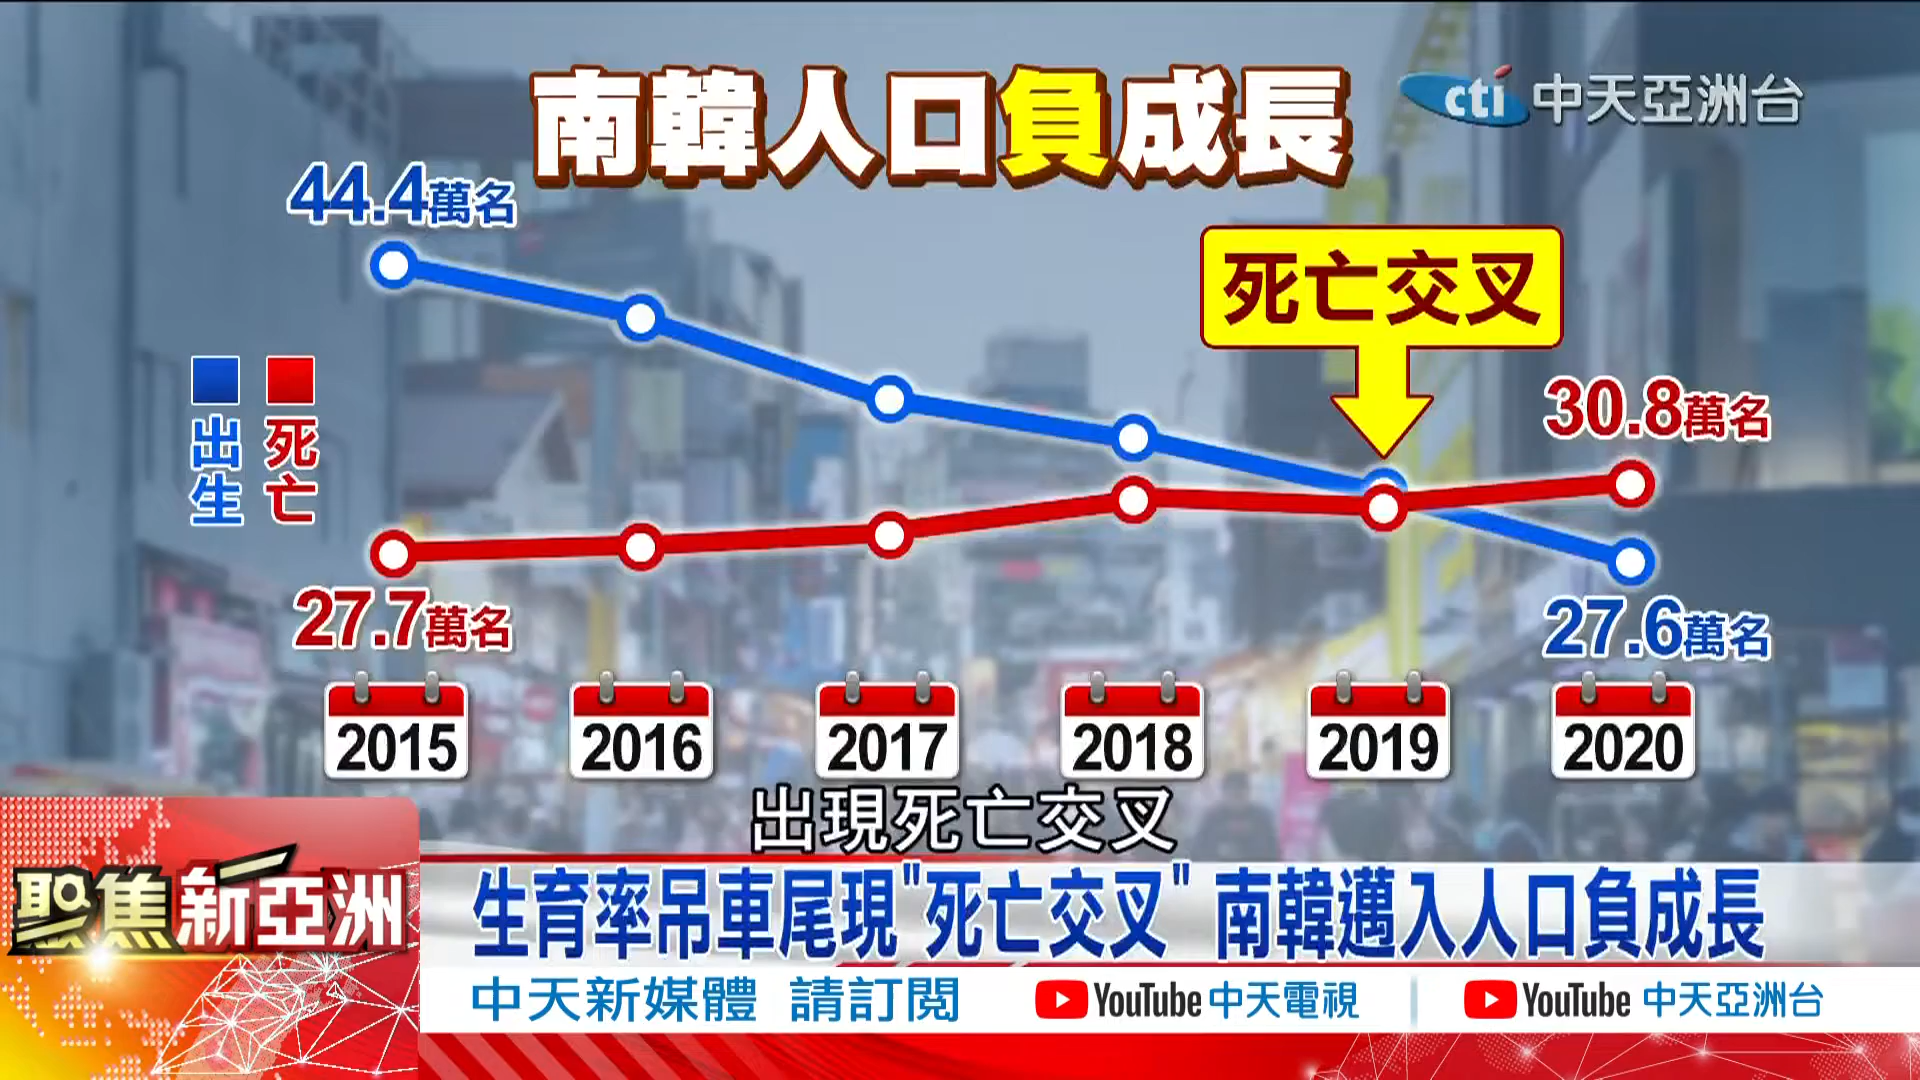 南韓人口負成長
cti 中天亞洲台
44.4萬名
死亡交叉
出生
死亡
30.8萬名
27.7萬名
27.6萬名
2015
2016
2017
2018
2019
2020
出現死亡交叉
聚焦新亞洲
生育率吊車尾現"死亡交叉" 南韓邁入人口負成長
中天新媒體 請訂閱 YouTube 中天電視 YouTube 中天亞洲台